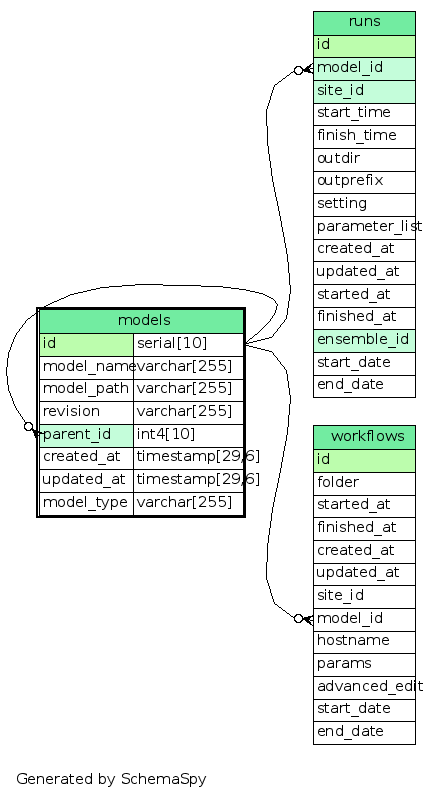 runs
id
model_id
site_id
start_time
finish_time
outdir
outprefix
setting
parameter_list
created_at
updated_at
started_at
finished_at
ensemble_id
start_date
end_date
models
id serial[10]
model_name varchar[255]
model_path varchar[255]
revision varchar[255]
parent_id int4[10]
created_at timestamp[29,6]
updated_at timestamp[29,6]
model_type varchar[255]
workflows
id
folder
started_at
finished_at
created_at
updated_at
site_id
model_id
hostname
params
advanced_edit
start_date
end_date
Generated by SchemaSpy